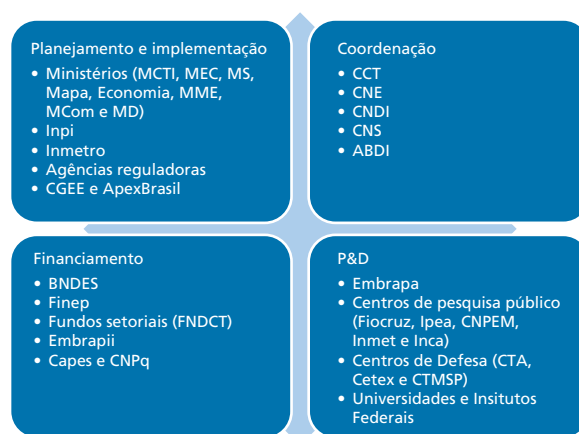 Planejamento e implementação
• Ministérios (MCTI, MEC, MS,
Mapa, Economia, MME,
MCom e MD)
• Inpi
• Inmetro
• Agências reguladoras
• CGEE e ApexBrasil
Coordenação
• CCT
• CNE
• CNDI
• CNS
• ABDI
Financiamento
• BNDES
• Finep
• Fundos setoriais (FNDCT)
• Embrapii
• Capes e CNPq
P&D
• Embrapa
• Centros de pesquisa público
(Fiocruz, Ipea, CNPEM,
Inmet e Inca)
• Centros de Defesa (CTA,
Cetex e CTMSP)
• Universidades e Insitutos
Federais